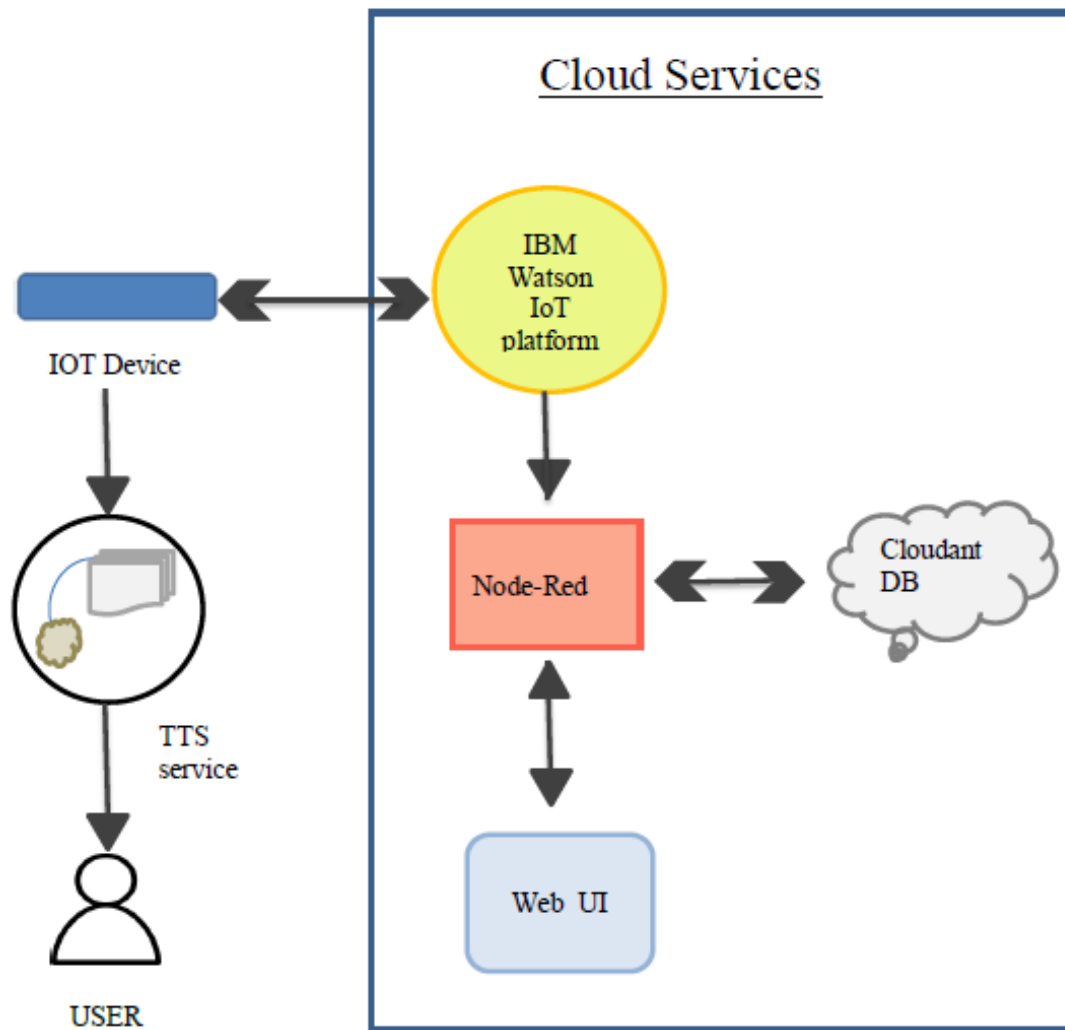 Cloud Services
IBM
Watson
IoT
platform
IOT Device
Node-Red
Cloudant
DB
TTS
service
Web UI
USER